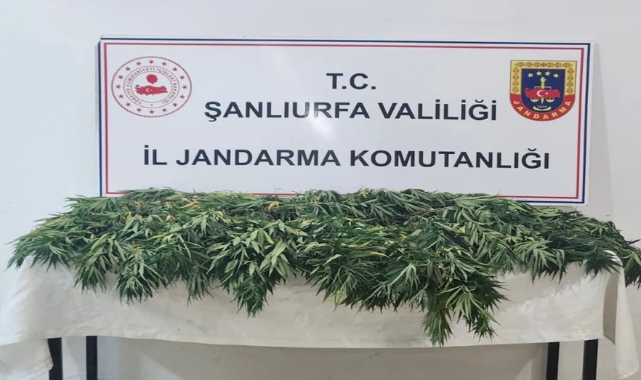 T.C.
ŞANLIURFA VALİLİĞİ
İL JANDARMA KOMUTANLIĞI
JANDARMA